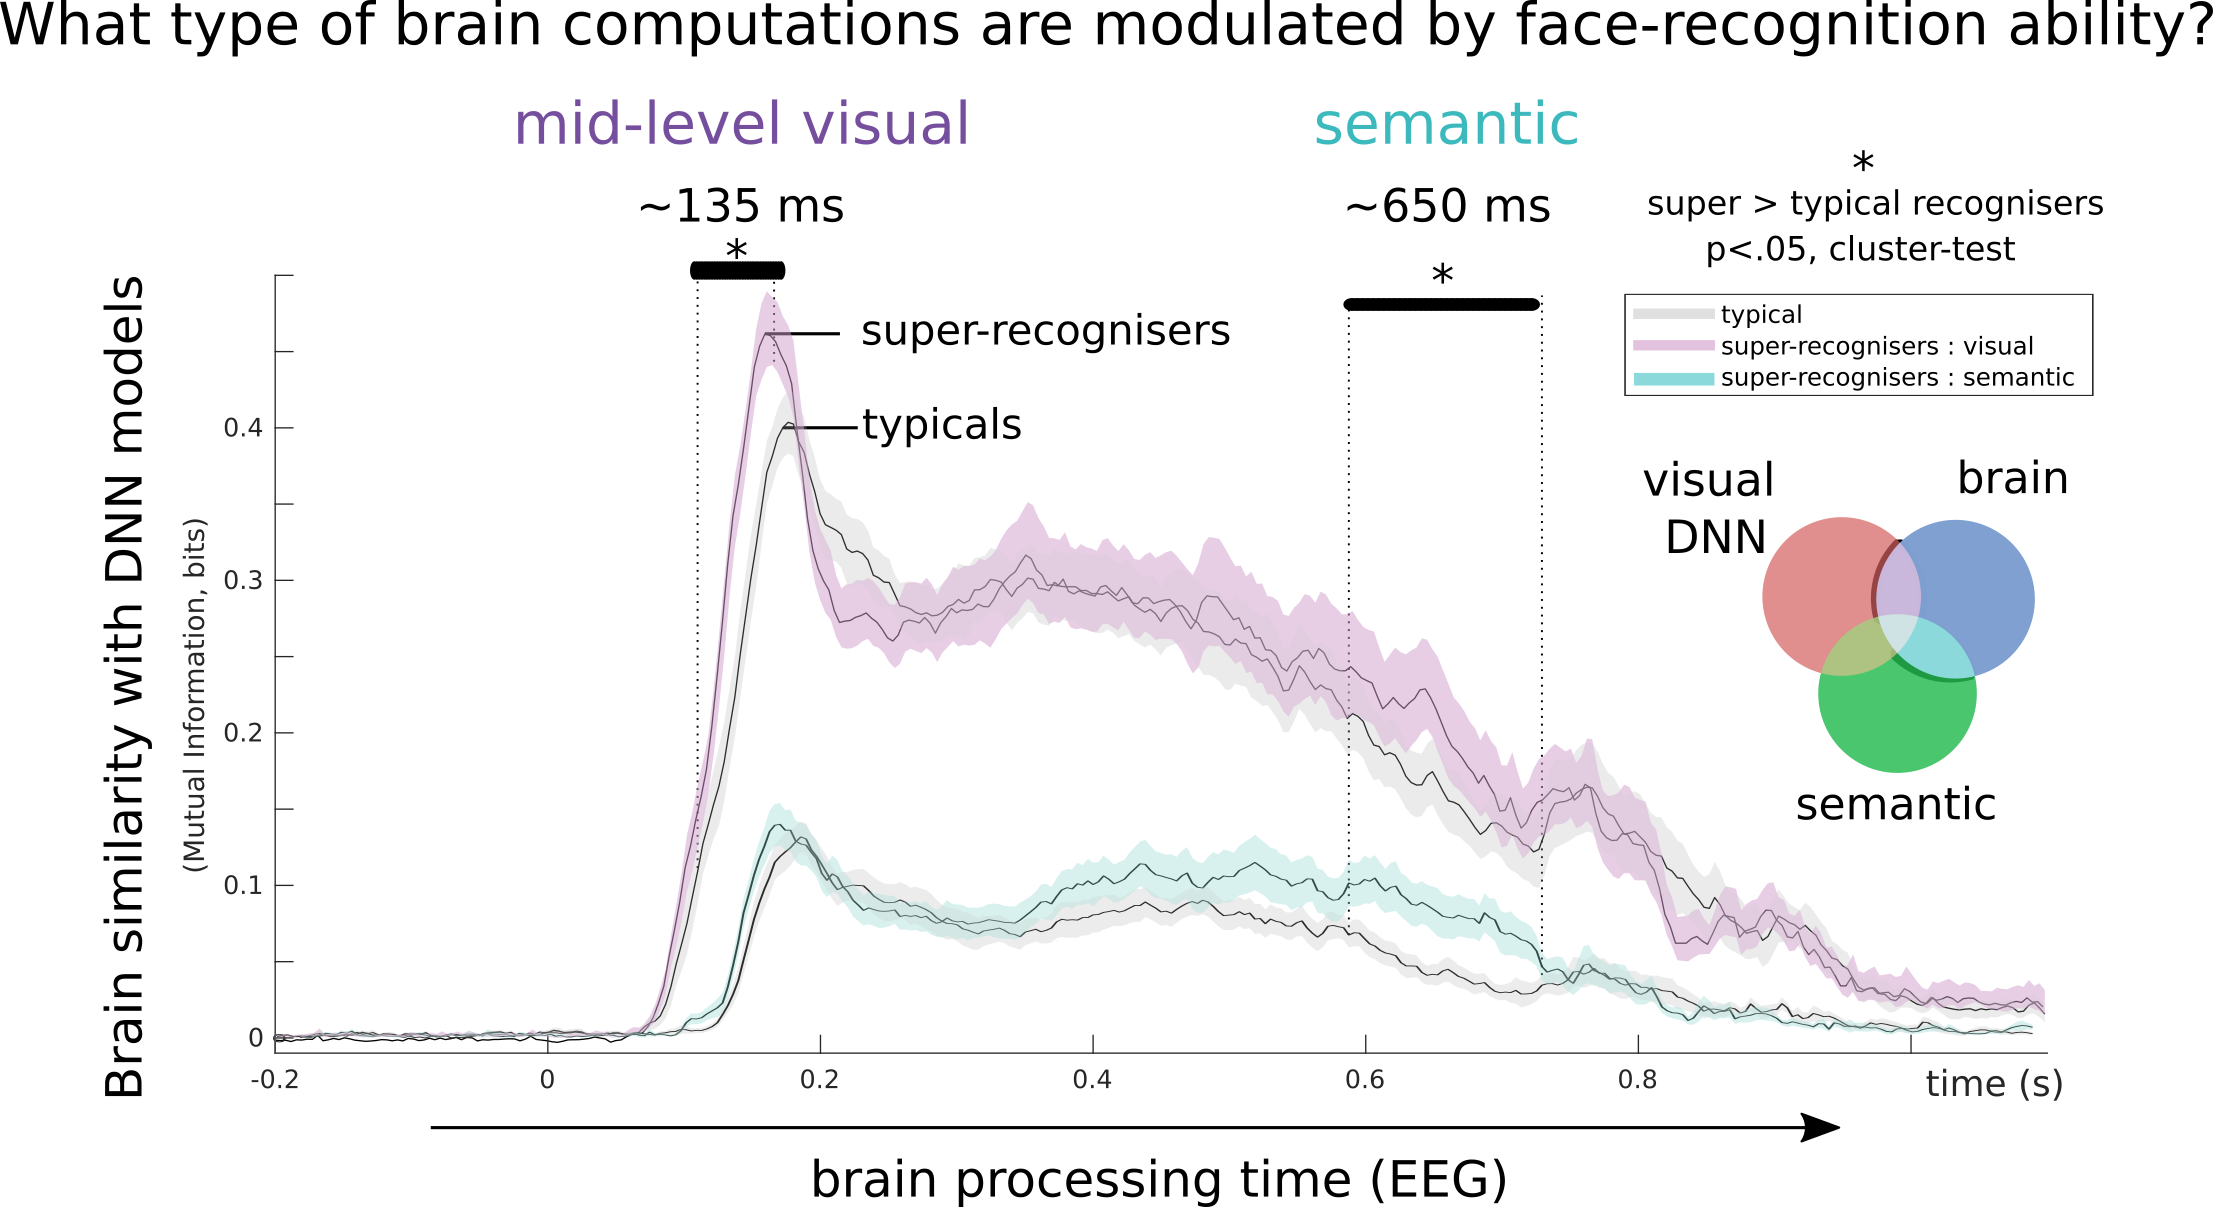 What type of brain computations are modulated by face-recognition ability?
mid-level visual
semantic
~135 ms
~650 ms
*
*
*
super > typical recognisers
p<.05, cluster-test
typical
super-recognisers : visual
super-recognisers : semantic
super-recognisers
typicals
visual
DNN
brain
semantic
Brain similarity with DNN models
(Mutual Information, bits)
0.4
0.3
0.2
0.1
0
-0.2
0
0.2
0.4
0.6
0.8
time (s)
brain processing time (EEG)